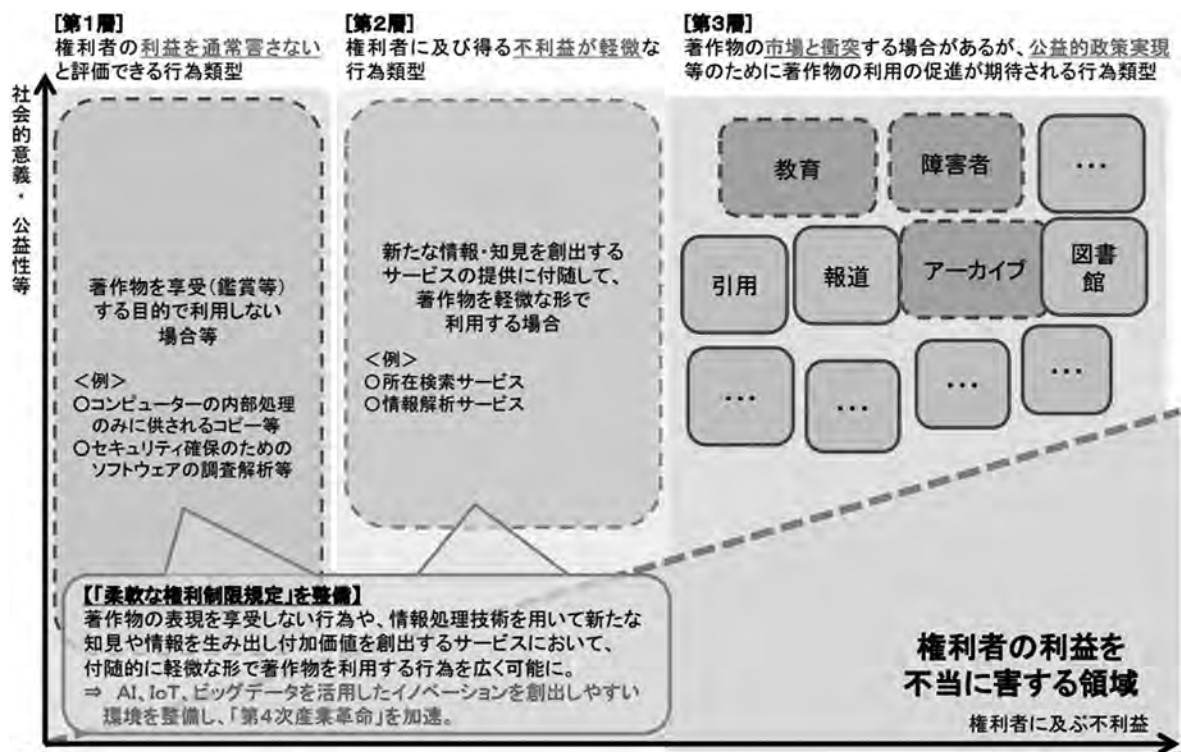 [第1層]
権利者の利益を通常害さない
と評価できる行為類型
[第2層]
権利者に及び得る不利益が軽微な
行為類型
[第3層]
著作物の市場と衝突する場合があるが、公益的政策実現
等のために著作物の利用の促進が期待される行為類型
社会的意義・公益性等
著作物を享受(鑑賞等)
する目的で利用しない
場合等
<例>
○コンピューターの内部処理
のみに供されるコピー等
○セキュリティ確保のための
ソフトウェアの調査解析等
新たな情報・知見を創出する
サービスの提供に付随して、
著作物を軽微な形で
利用する場合
<例>
○所在検索サービス
○情報解析サービス
教育
障害者
…
引用
報道
アーカイブ
図書
館
…
…
…
…
【「柔軟な権利制限規定」を整備】
著作物の表現を享受しない行為や、情報処理技術を用いて新たな
知見や情報を生み出し付加価値を創出するサービスにおいて、
付随的に軽微な形で著作物を利用する行為を広く可能に。
⇒ AI、IoT、ビッグデータを活用したイノベーションを創出しやすい
環境を整備し、「第4次産業革命」を加速。
権利者の利益を
不当に害する領域
権利者に及ぶ不利益